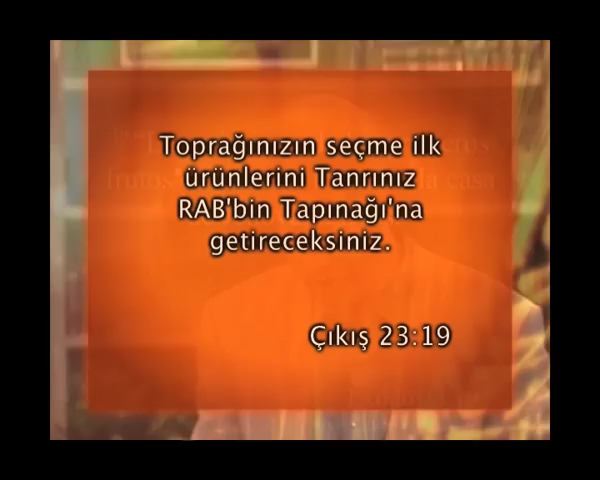 Toprağınızın seçme ilk
ürünlerini Tanrınız
RAB'bin Tapınağı'na
getireceksiniz.
Çıkış 23:19